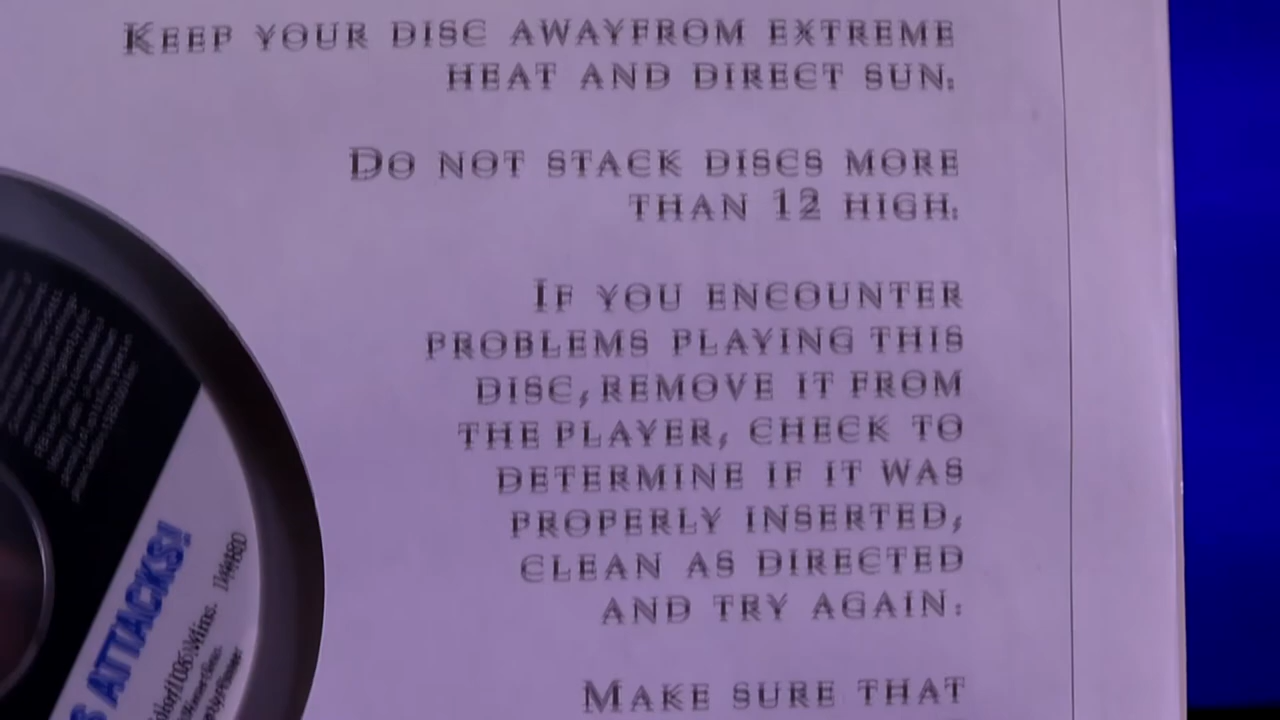 KEEP YOUR DISC AWAYFROM EXTREME
HEAT AND DIRECT SUN.
DO NOT STACK DISCS MORE
THAN 12 HIGH.
IF YOU ENCOUNTER
PROBLEMS PLAYING THIS
DISC, REMOVE IT FROM
THE PLAYER, CHECK TO
DETERMINE IF IT WAS
PROPERLY INSERTED,
CLEAN AS DIRECTED
AND TRY AGAIN.
MAKE SURE THAT
ATTACKS!